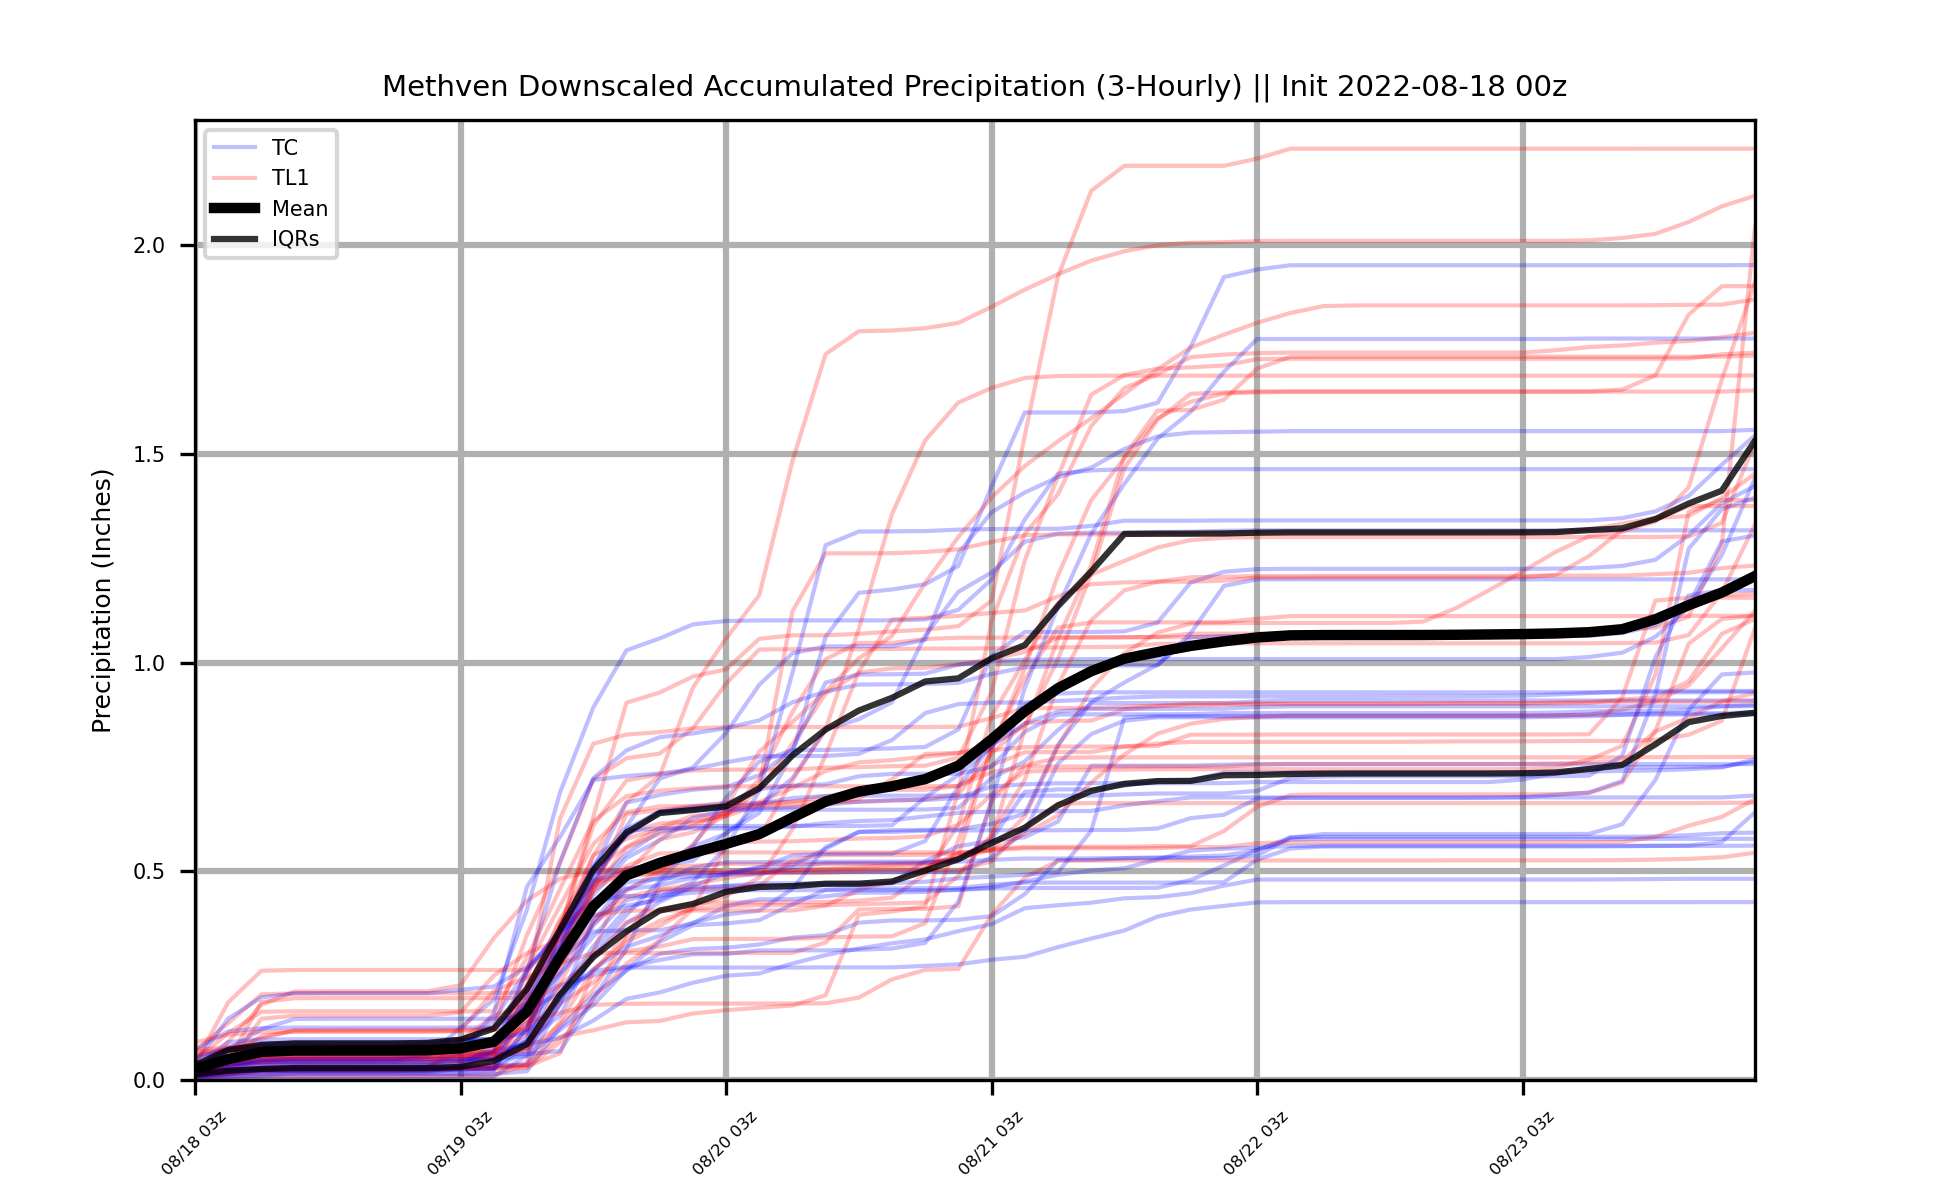 Methven Downscaled Accumulated Precipitation (3-Hourly) || Init 2022-08-18 00z
TC
TL1
Mean
IQRs
Precipitation (Inches)
2.0
1.5
1.0
0.5
0.0
08/18 03z
08/19 03z
08/20 03z
08/21 03z
08/22 03z
08/23 03z